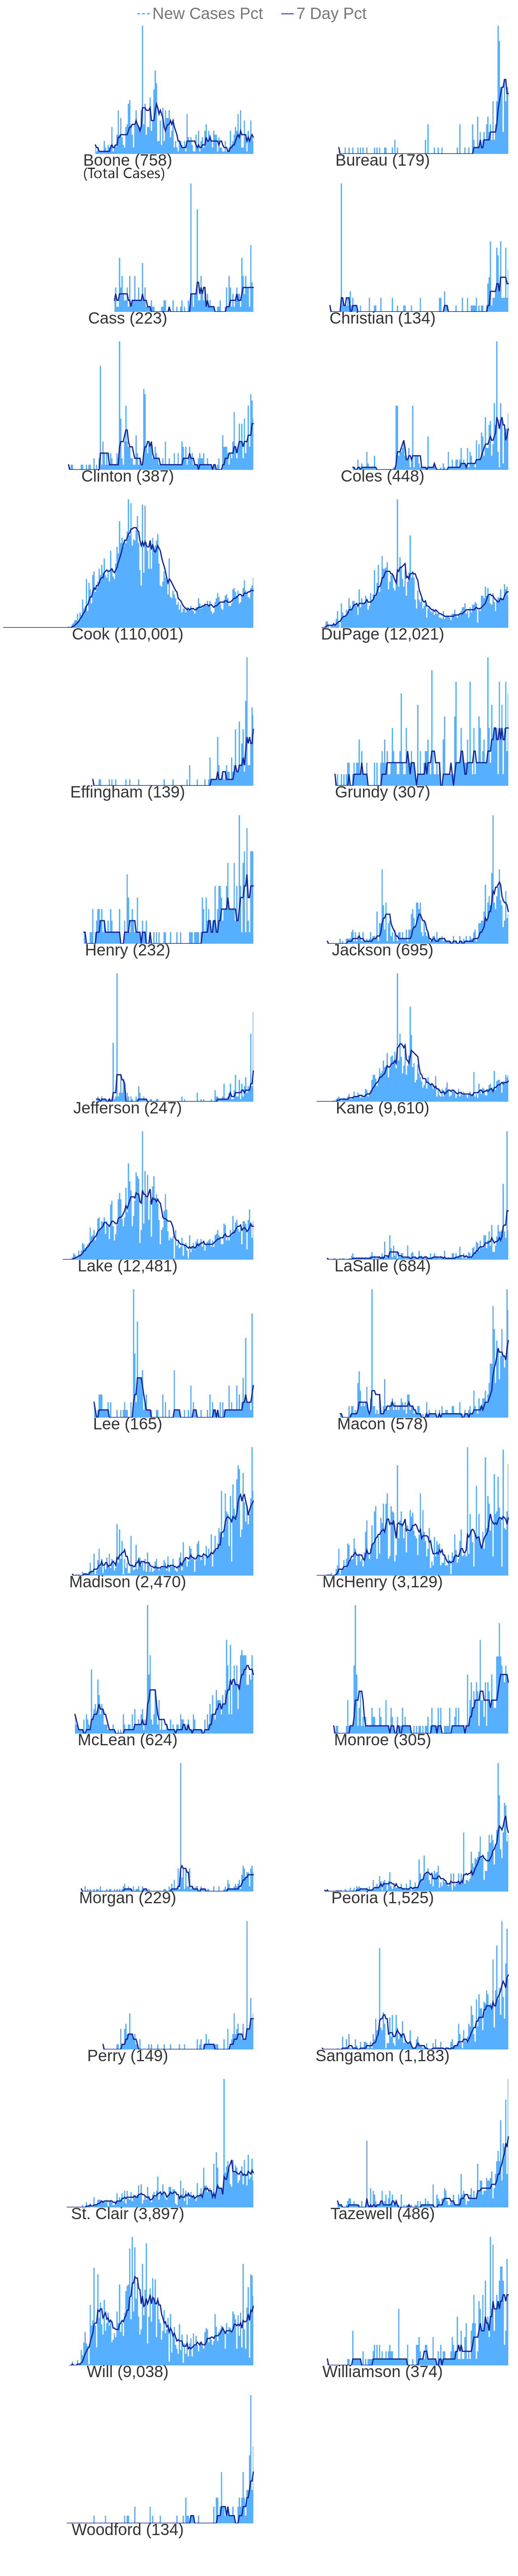 New Cases Pct 7 Day Pct
Boone (758) Bureau (179)
(Total Cases)
Cass (223) Christian (134)
Clinton (387) Coles (448)
Cook (110,001) DuPage (12,021)
Effingham (139) Grundy (307)
Henry (232) Jackson (695)
Jefferson (247) Kane (9,610)
Lake (12,481) LaSalle (684)
Lee (165) Macon (578)
Madison (2,470) McHenry (3,129)
McLean (624) Monroe (305)
Morgan (229) Peoria (1,525)
Perry (149) Sangamon (1,183)
St. Clair (3,897) Tazewell (486)
Will (9,038) Williamson (374)
Woodford (134)